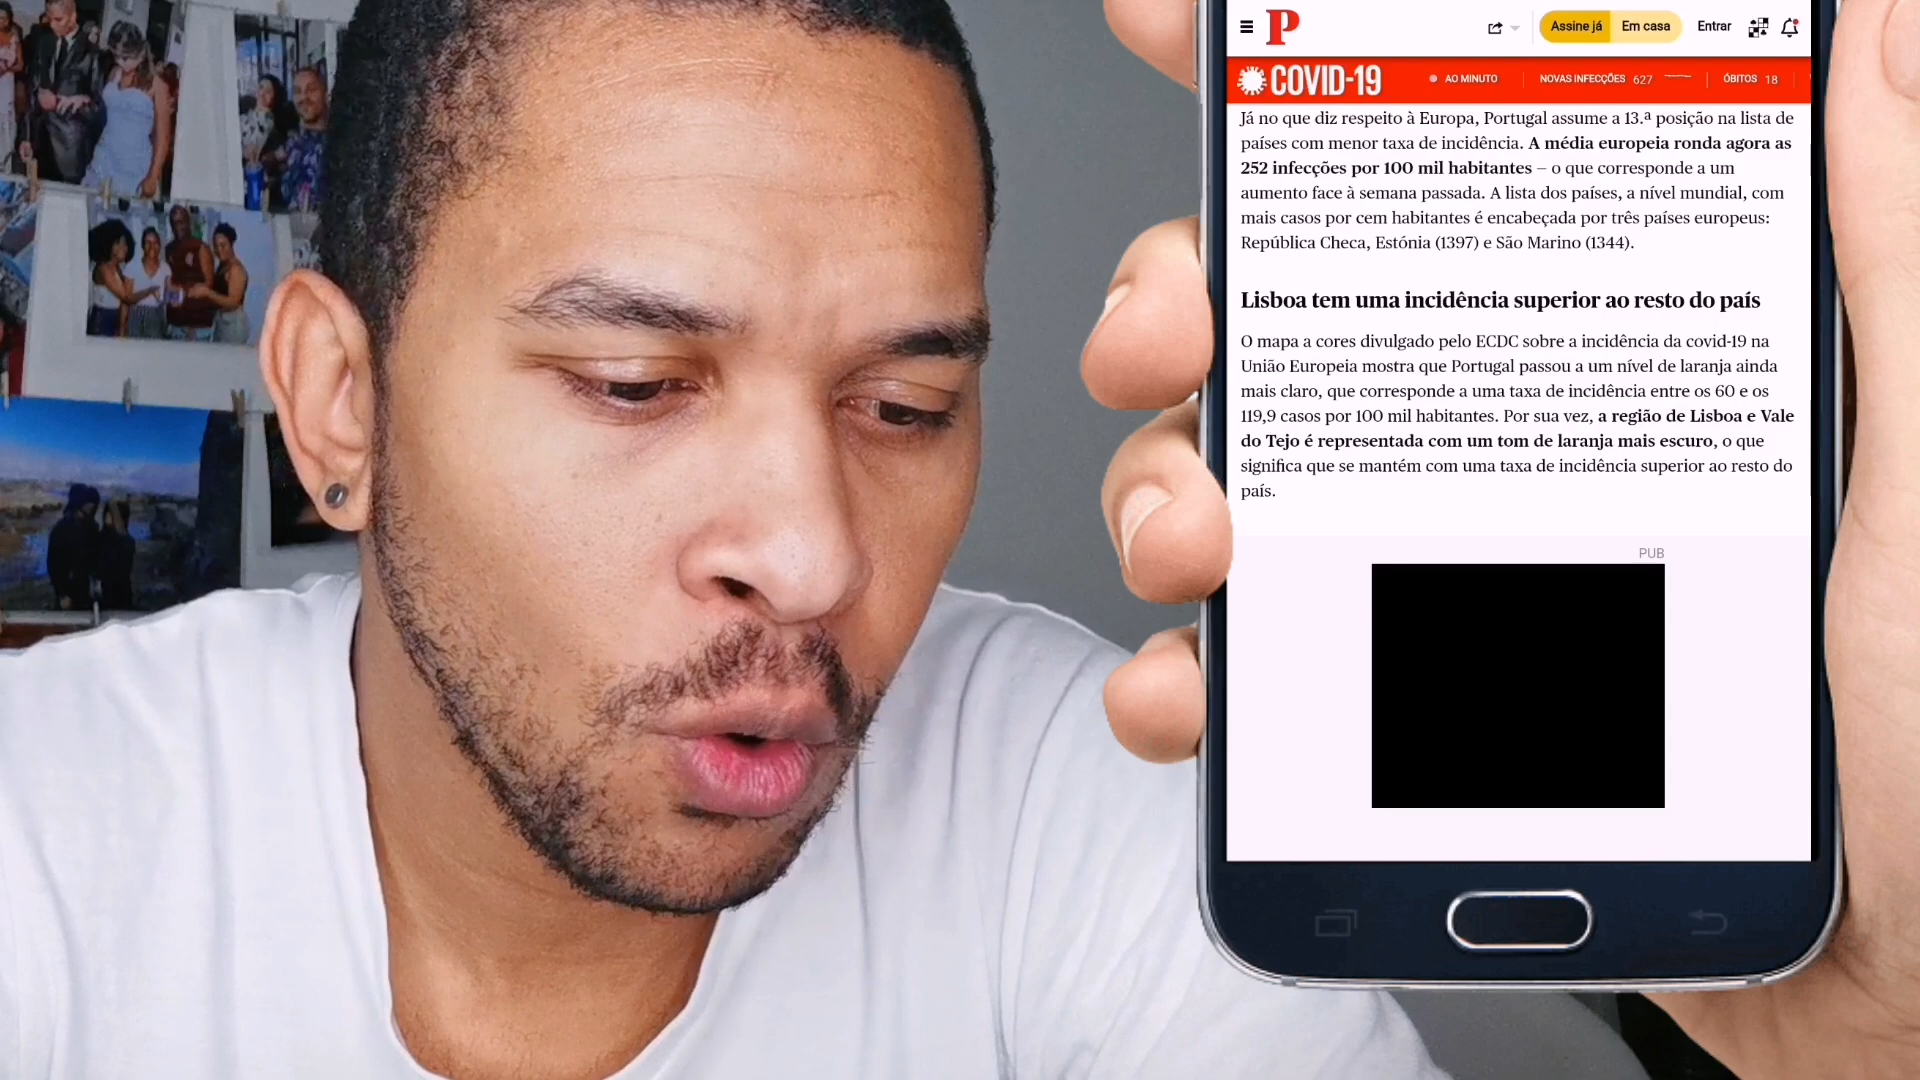 P Assine já Em casa Entrar
COVID-19 AO MINUTO NOVAS INFECÇÕES 627 ÓBITOS 18
Já no que diz respeito à Europa, Portugal assume a 13.ª posição na lista de
países com menor taxa de incidência. A média europeia ronda agora as
252 infecções por 100 mil habitantes – o que corresponde a um
aumento face à semana passada. A lista dos países, a nível mundial, com
mais casos por cem habitantes é encabeçada por três países europeus:
República Checa, Estónia (1397) e São Marino (1344).
Lisboa tem uma incidência superior ao resto do país
O mapa a cores divulgado pelo ECDC sobre a incidência da covid-19 na
União Europeia mostra que Portugal passou a um nível de laranja ainda
mais claro, que corresponde a uma taxa de incidência entre os 60 e os
119,9 casos por 100 mil habitantes. Por sua vez, a região de Lisboa e Vale
do Tejo é representada com um tom de laranja mais escuro, o que
significa que se mantém com uma taxa de incidência superior ao resto do
país.
PUB